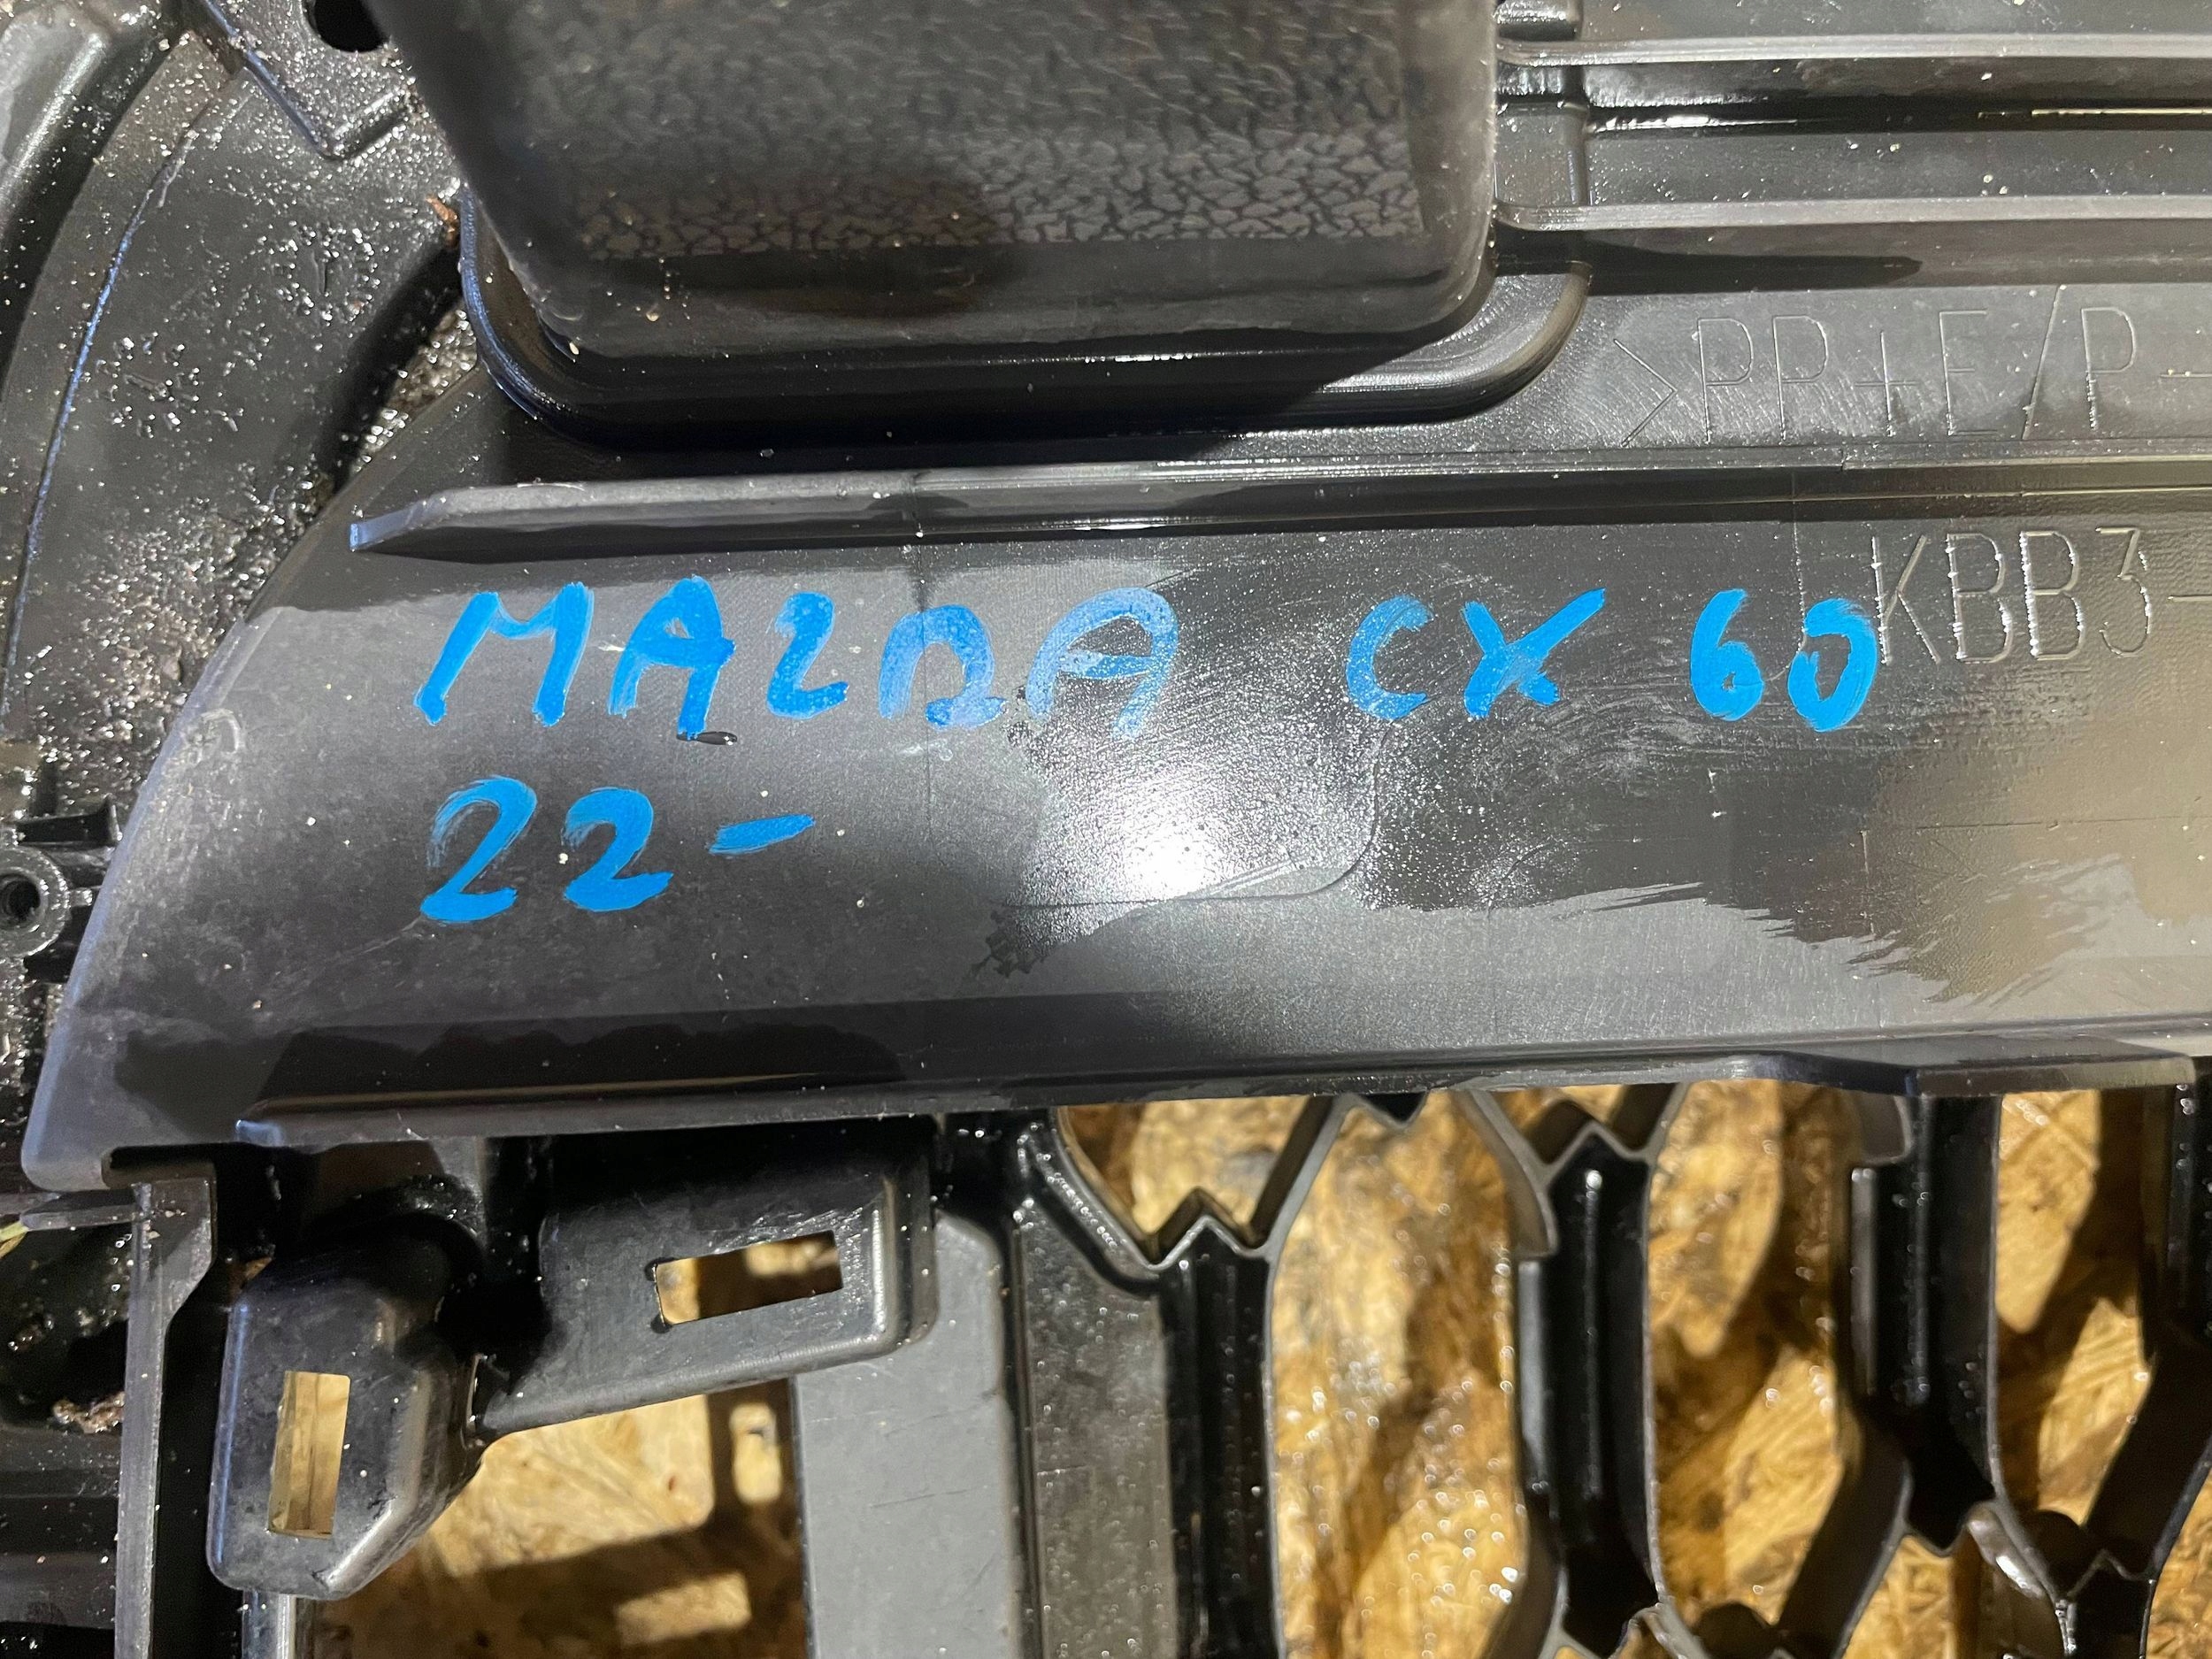 >PP+E/P-
KBB3-
MAZDA CX 60
22-